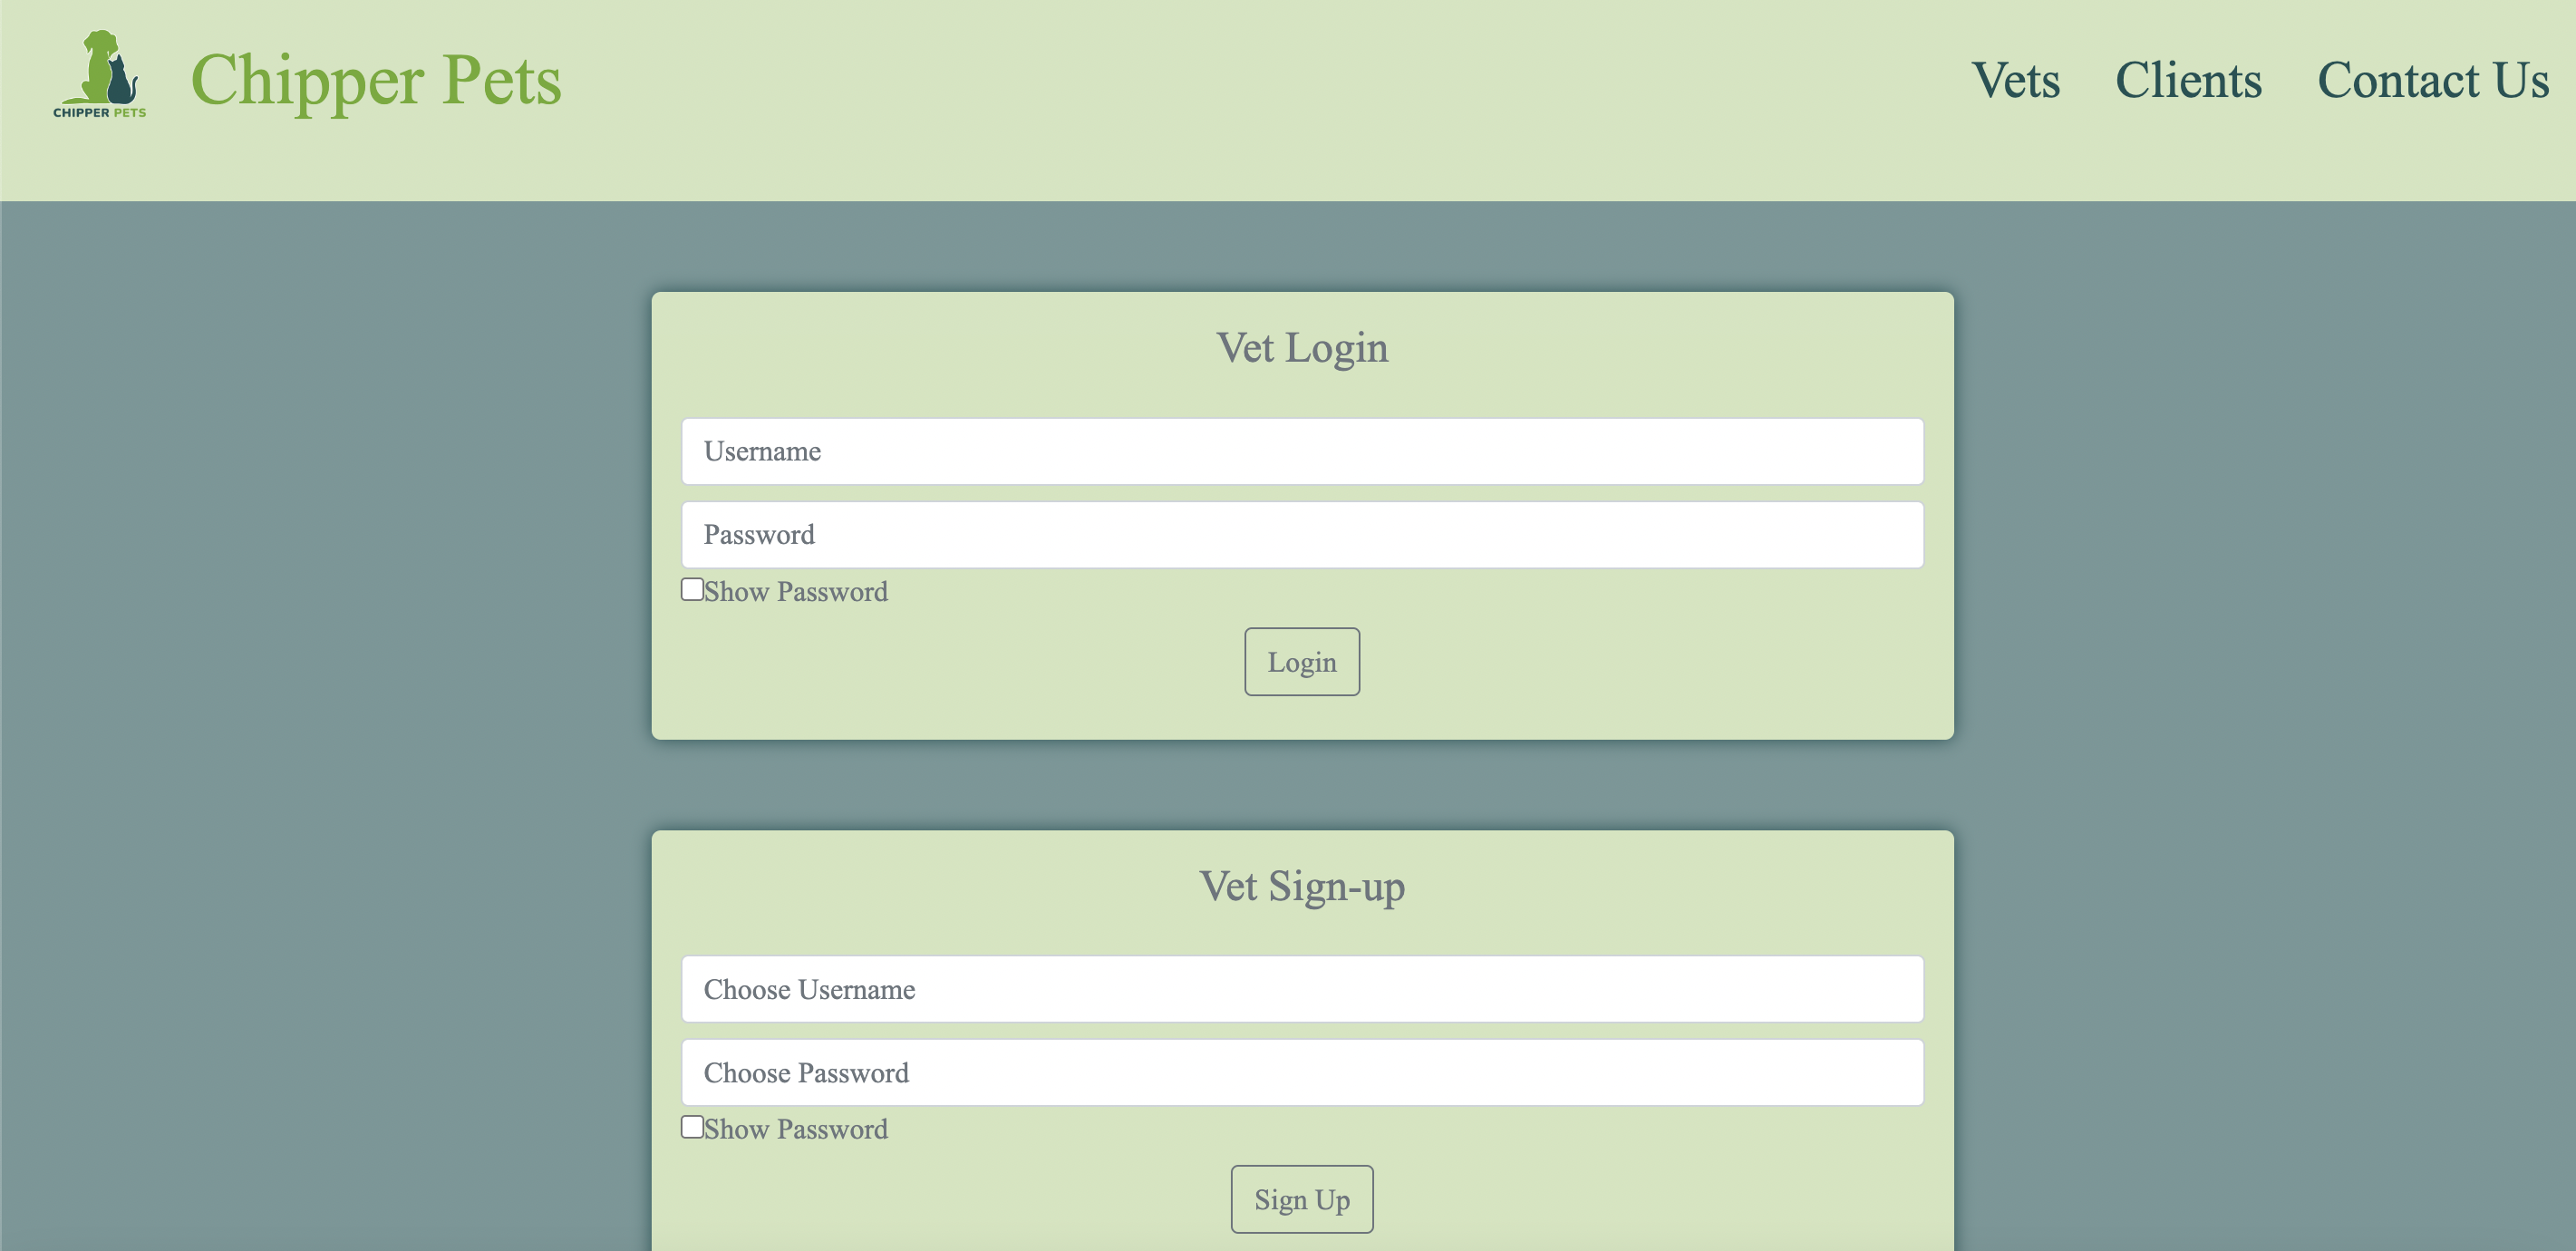 CHIPPER PETS
Chipper Pets
Vets Clients Contact Us
Vet Login
Username
Password
Show Password
Login
Vet Sign-up
Choose Username
Choose Password
Show Password
Sign Up